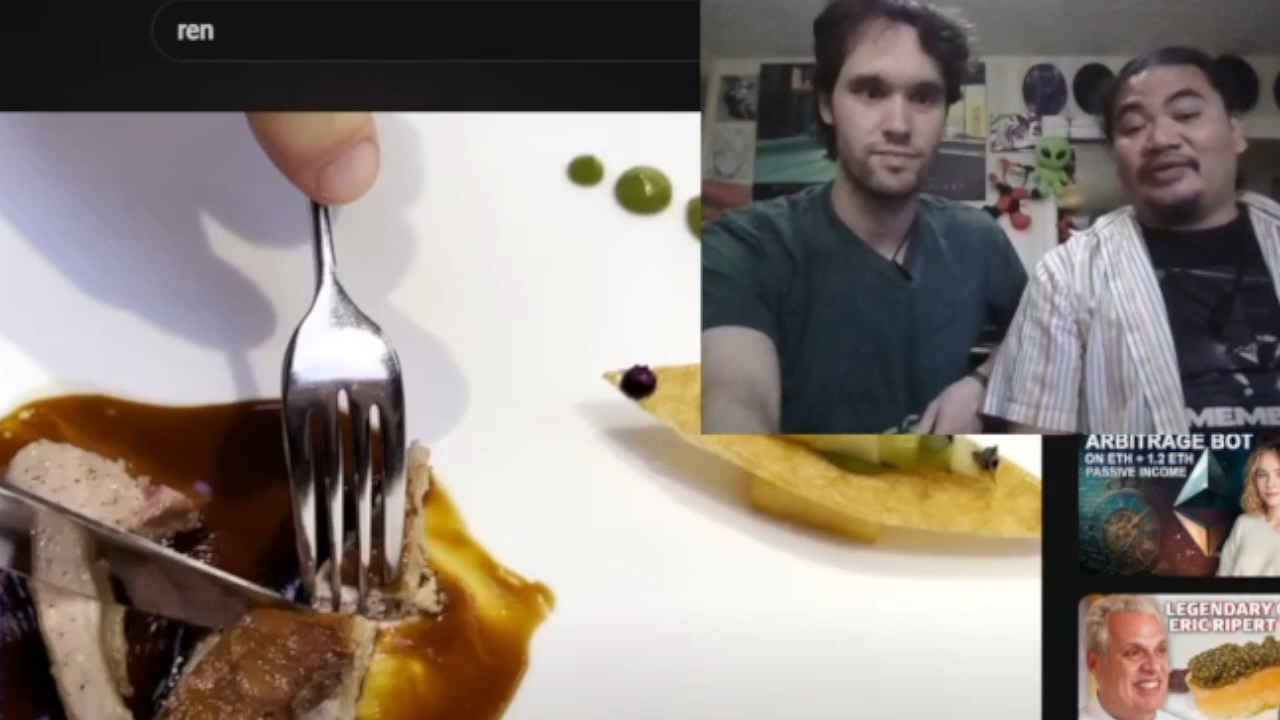 ren
MEME
ARBITRAGE BOT
ON ETH + 1.2 ETH
PASSIVE INCOME
LEGENDARY
ERIC RIPERT